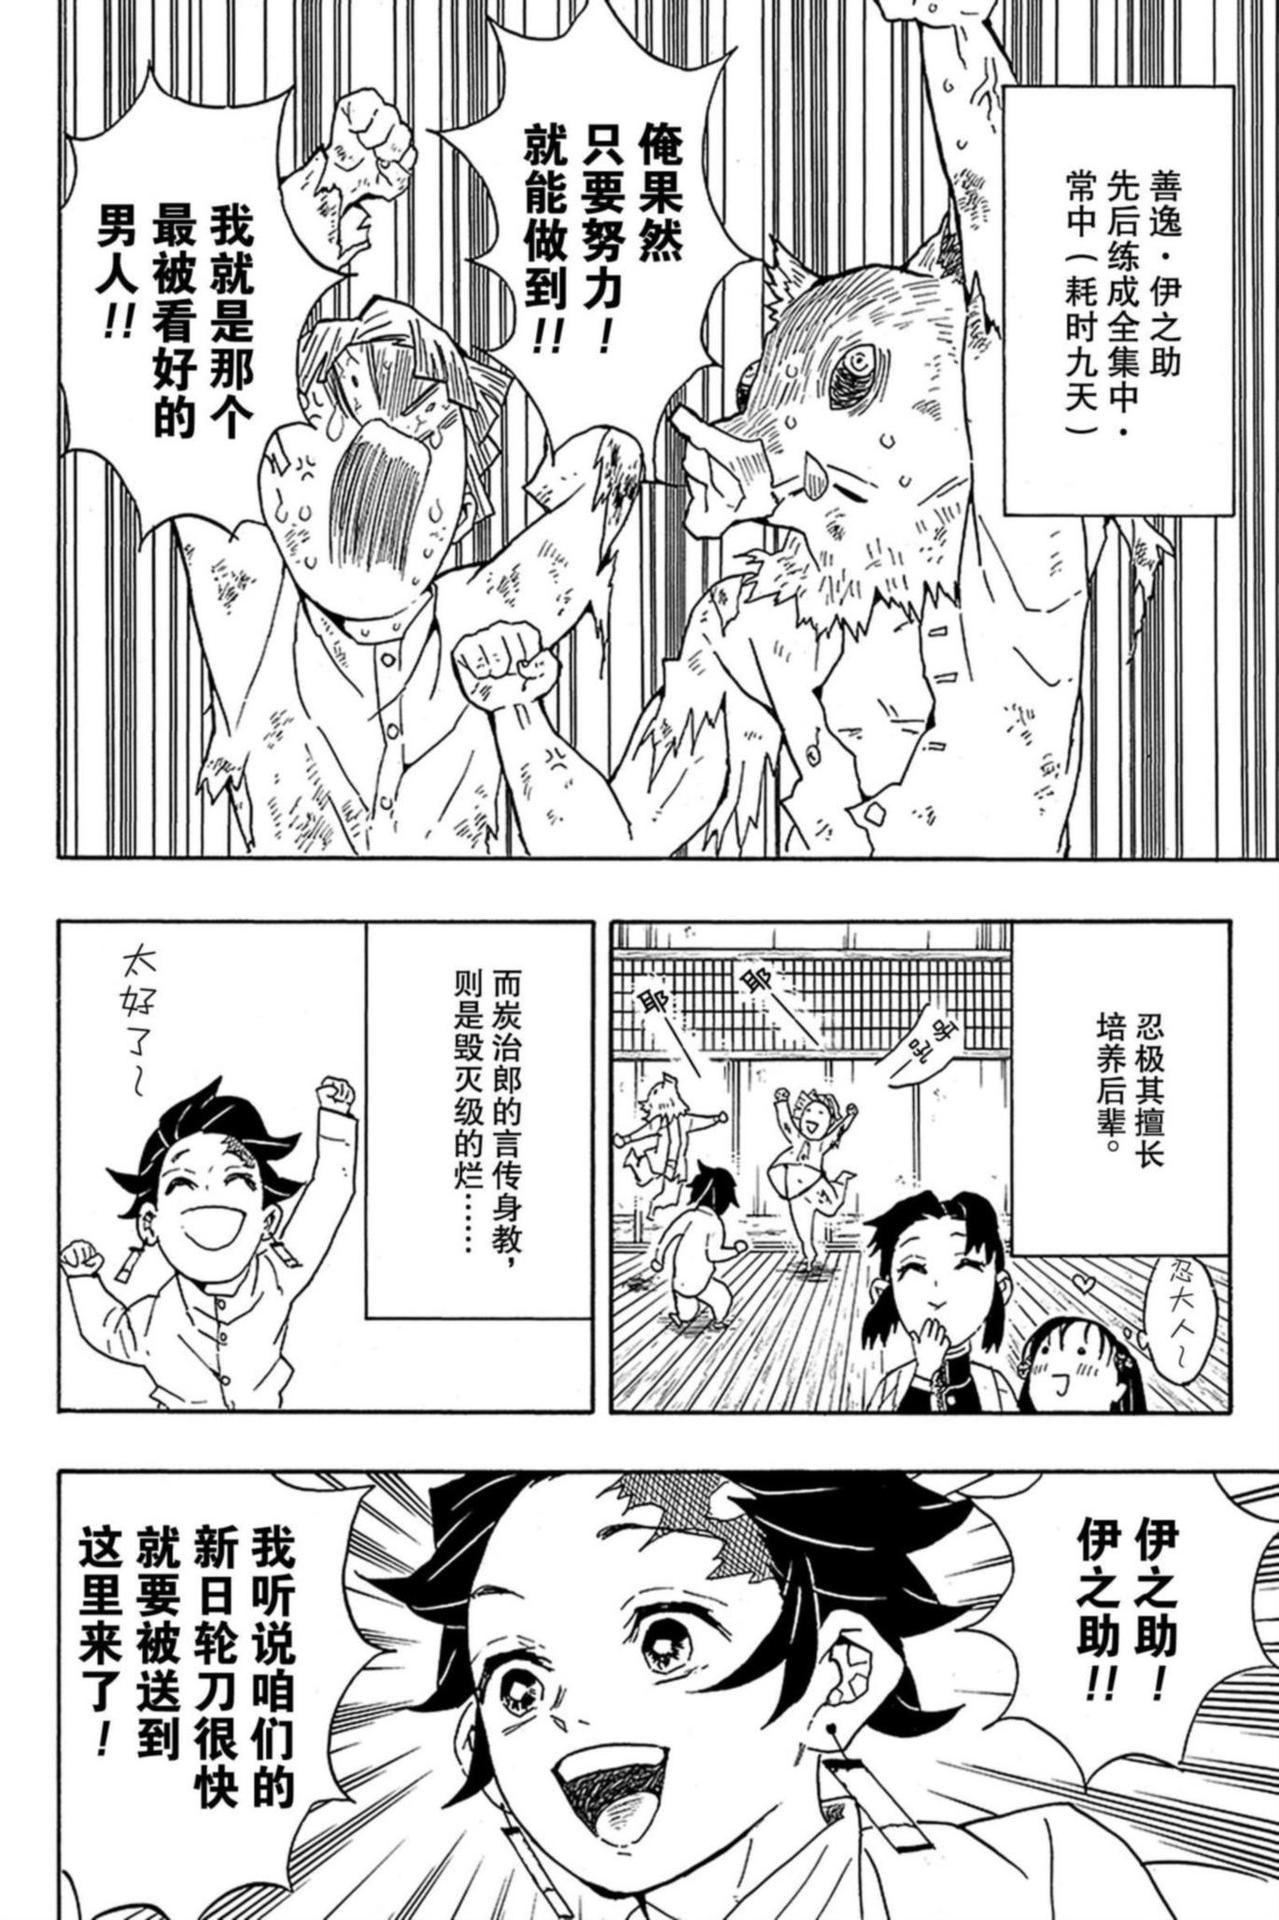 善逸·伊之助
先后练成全集中·
常中（耗时九天）
俺果然
只要努力！
就能做到!!
我就是那个
最被看好的
男人!!
忍极其擅长
培养后辈。
呀吼
耶
耶
忍大人～
而炭治郎的言传身教，
则是毁灭级的烂……
太好了～
伊之助！
伊之助!!
我听说咱们的
新日轮刀很快
就要被送到
这里来了！